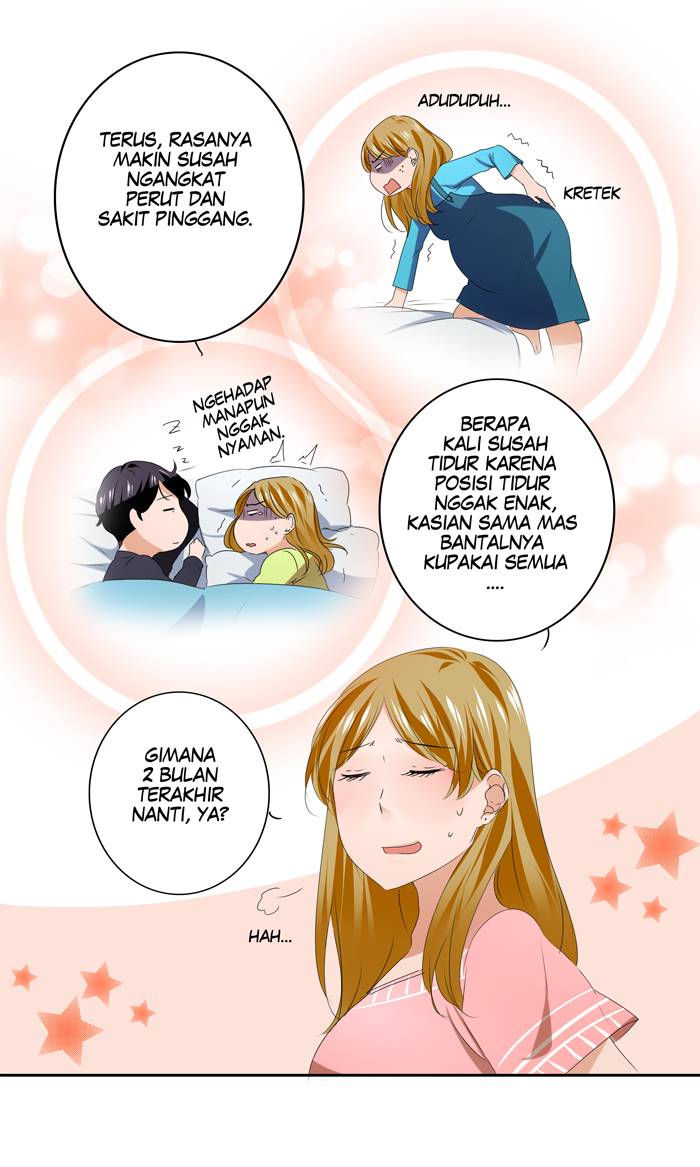 ADUDUDUH...
KRETEK
TERUS, RASANYA
MAKIN SUSAH
NGANGKAT
PERUT DAN
SAKIT PINGGANG.
NGEHADAP
MANAPUN
NGGAK
NYAMAN.
ZZZ
BERAPA
KALI SUSAH
TIDUR KARENA
POSISI TIDUR
NGGAK ENAK,
KASIAN SAMA MAS
BANTALNYA
KUPAKAI SEMUA
....
GIMANA
2 BULAN
TERAKHIR
NANTI, YA?
HAH...